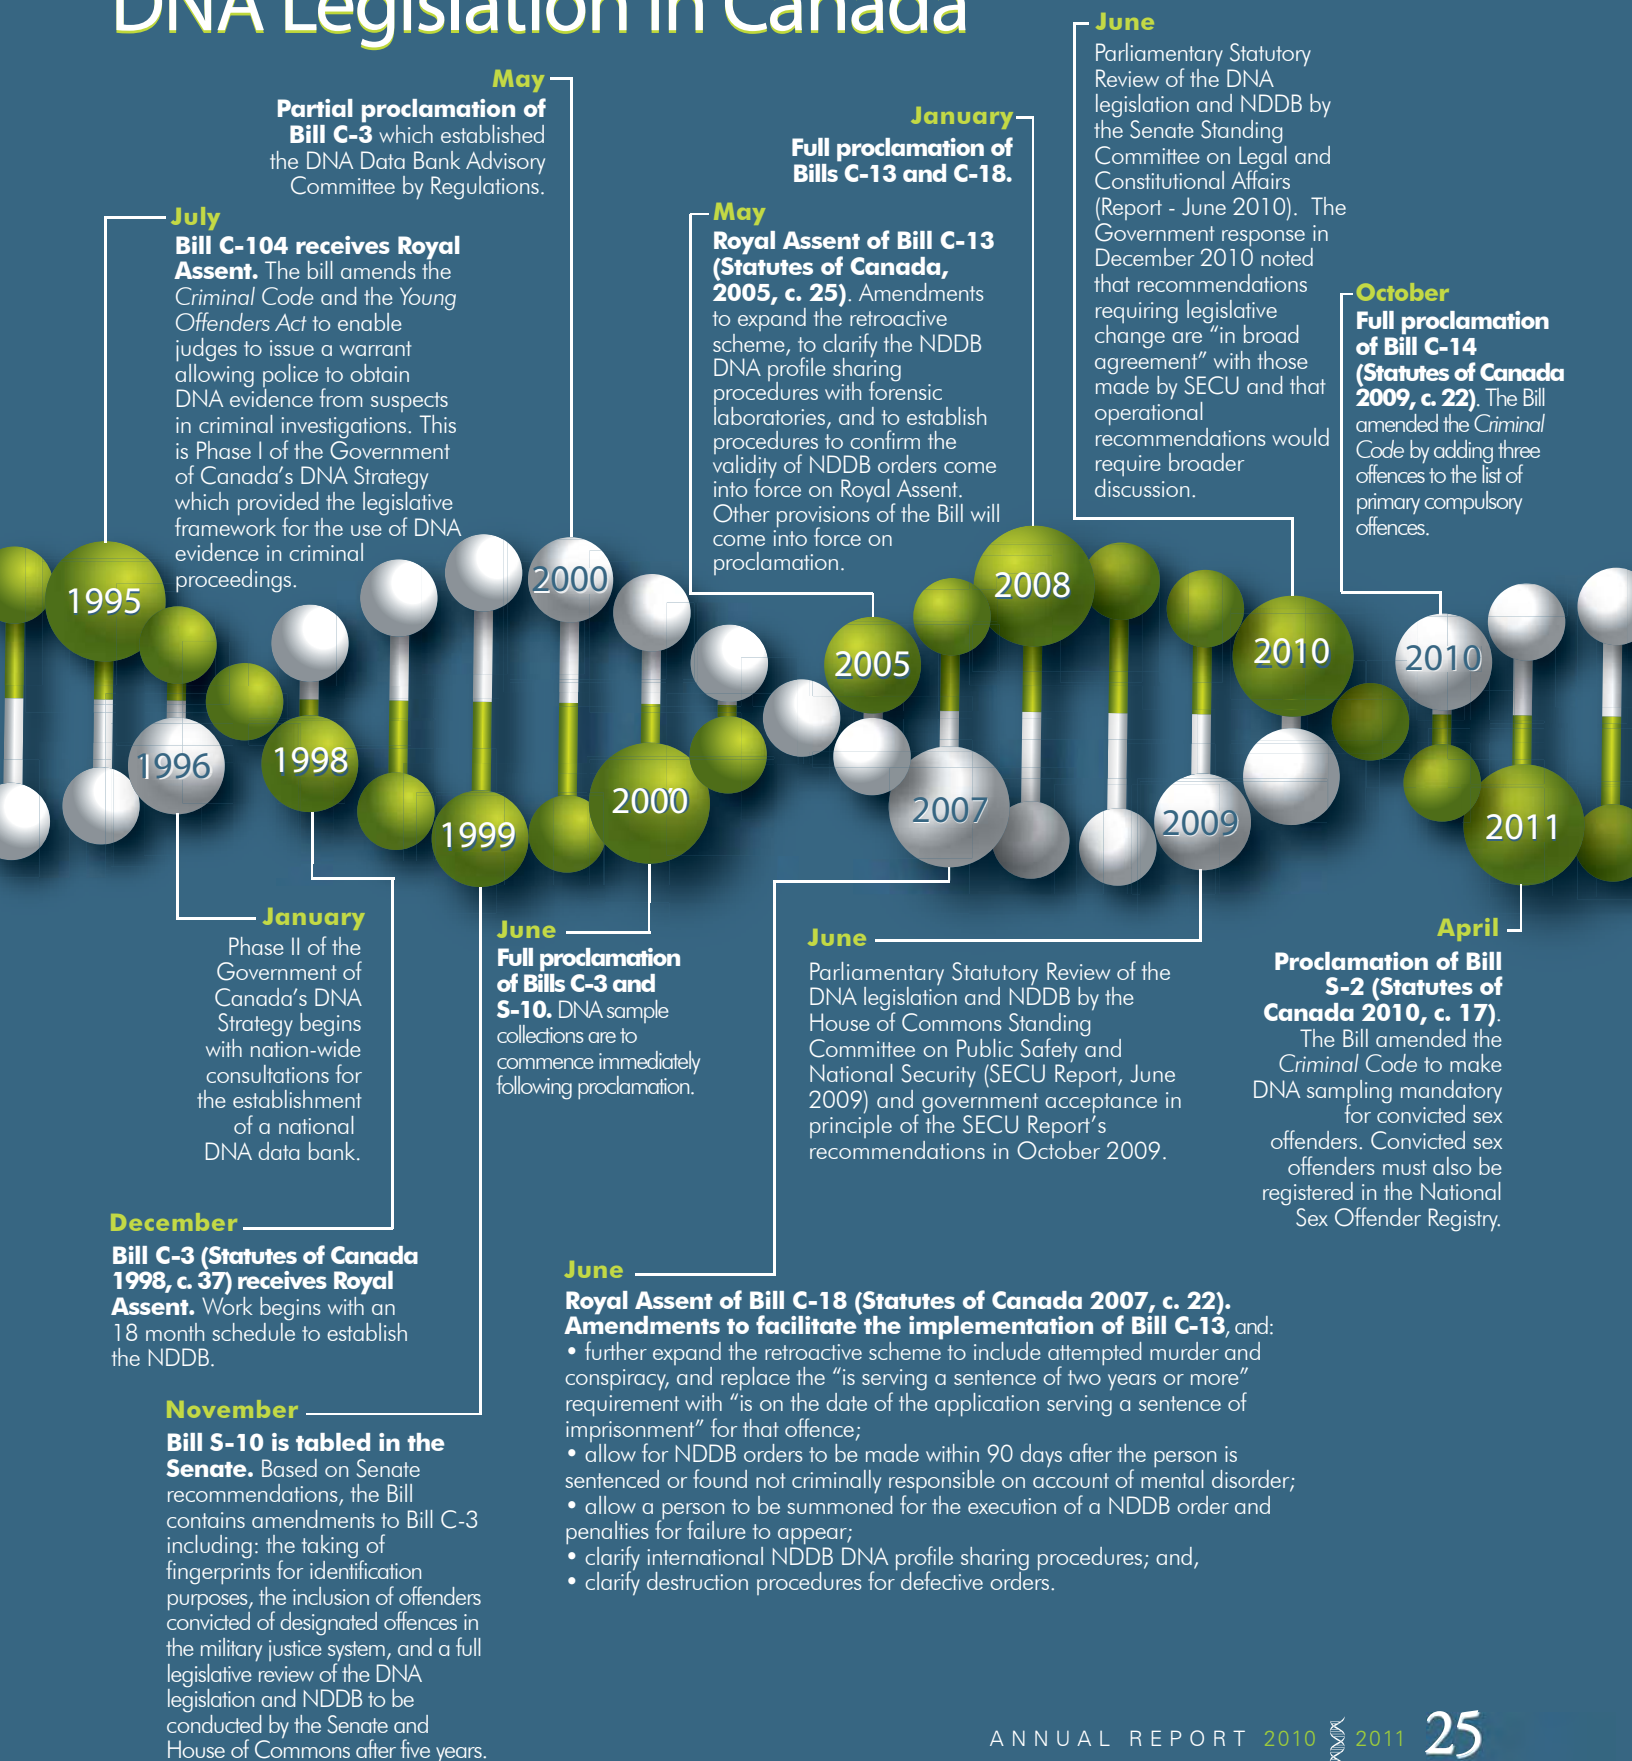 DNA Legislation in Canada
July
Bill C-104 receives Royal
Assent. The bill amends the
Criminal Code and the Young
Offenders Act to enable
judges to issue a warrant
allowing police to obtain
DNA evidence from suspects
in criminal investigations. This
is Phase I of the Government
of Canada’s DNA Strategy
which provided the legislative
framework for the use of DNA
evidence in criminal
proceedings.
May
Partial proclamation of
Bill C-3 which established
the DNA Data Bank Advisory
Committee by Regulations.
May
Royal Assent of Bill C-13
(Statutes of Canada,
2005, c. 25). Amendments
to expand the retroactive
scheme, to clarify the NDDB
DNA profile sharing
procedures with forensic
laboratories, and to establish
procedures to confirm the
validity of NDDB orders come
into force on Royal Assent.
Other provisions of the Bill will
come into force on
proclamation.
January
Full proclamation of
Bills C-13 and C-18.
June
Parliamentary Statutory
Review of the DNA
legislation and NDDB by
the Senate Standing
Committee on Legal and
Constitutional Affairs
(Report - June 2010). The
Government response in
December 2010 noted
that recommendations
requiring legislative
change are “in broad
agreement” with those
made by SECU and that
operational
recommendations would
require broader
discussion.
October
Full proclamation
of Bill C-14
(Statutes of Canada
2009, c. 22). The Bill
amended the Criminal
Code by adding three
offences to the list of
primary compulsory
offences.
1995
1996
1998
1999
2000
2000
2005
2007
2008
2009
2010
2010
2011
January
Phase II of the
Government of
Canada’s DNA
Strategy begins
with nation-wide
consultations for
the establishment
of a national
DNA data bank.
December
Bill C-3 (Statutes of Canada
1998, c. 37) receives Royal
Assent. Work begins with an
18 month schedule to establish
the NDDB.
November
Bill S-10 is tabled in the
Senate. Based on Senate
recommendations, the Bill
contains amendments to Bill C-3
including: the taking of
fingerprints for identification
purposes, the inclusion of offenders
convicted of designated offences in
the military justice system, and a full
legislative review of the DNA
legislation and NDDB to be
conducted by the Senate and
House of Commons after five years.
June
Full proclamation
of Bills C-3 and
S-10. DNA sample
collections are to
commence immediately
following proclamation.
June
Royal Assent of Bill C-18 (Statutes of Canada 2007, c. 22).
Amendments to facilitate the implementation of Bill C-13, and:
• further expand the retroactive scheme to include attempted murder and
conspiracy, and replace the “is serving a sentence of two years or more”
requirement with “is on the date of the application serving a sentence of
imprisonment” for that offence;
• allow for NDDB orders to be made within 90 days after the person is
sentenced or found not criminally responsible on account of mental disorder;
• allow a person to be summoned for the execution of a NDDB order and
penalties for failure to appear;
• clarify international NDDB DNA profile sharing procedures; and,
• clarify destruction procedures for defective orders.
June
Parliamentary Statutory Review of the
DNA legislation and NDDB by the
House of Commons Standing
Committee on Public Safety and
National Security (SECU Report, June
2009) and government acceptance in
principle of the SECU Report’s
recommendations in October 2009.
April
Proclamation of Bill
S-2 (Statutes of
Canada 2010, c. 17).
The Bill amended the
Criminal Code to make
DNA sampling mandatory
for convicted sex
offenders. Convicted sex
offenders must also be
registered in the National
Sex Offender Registry.
ANNUAL REPORT 2010 2011 25